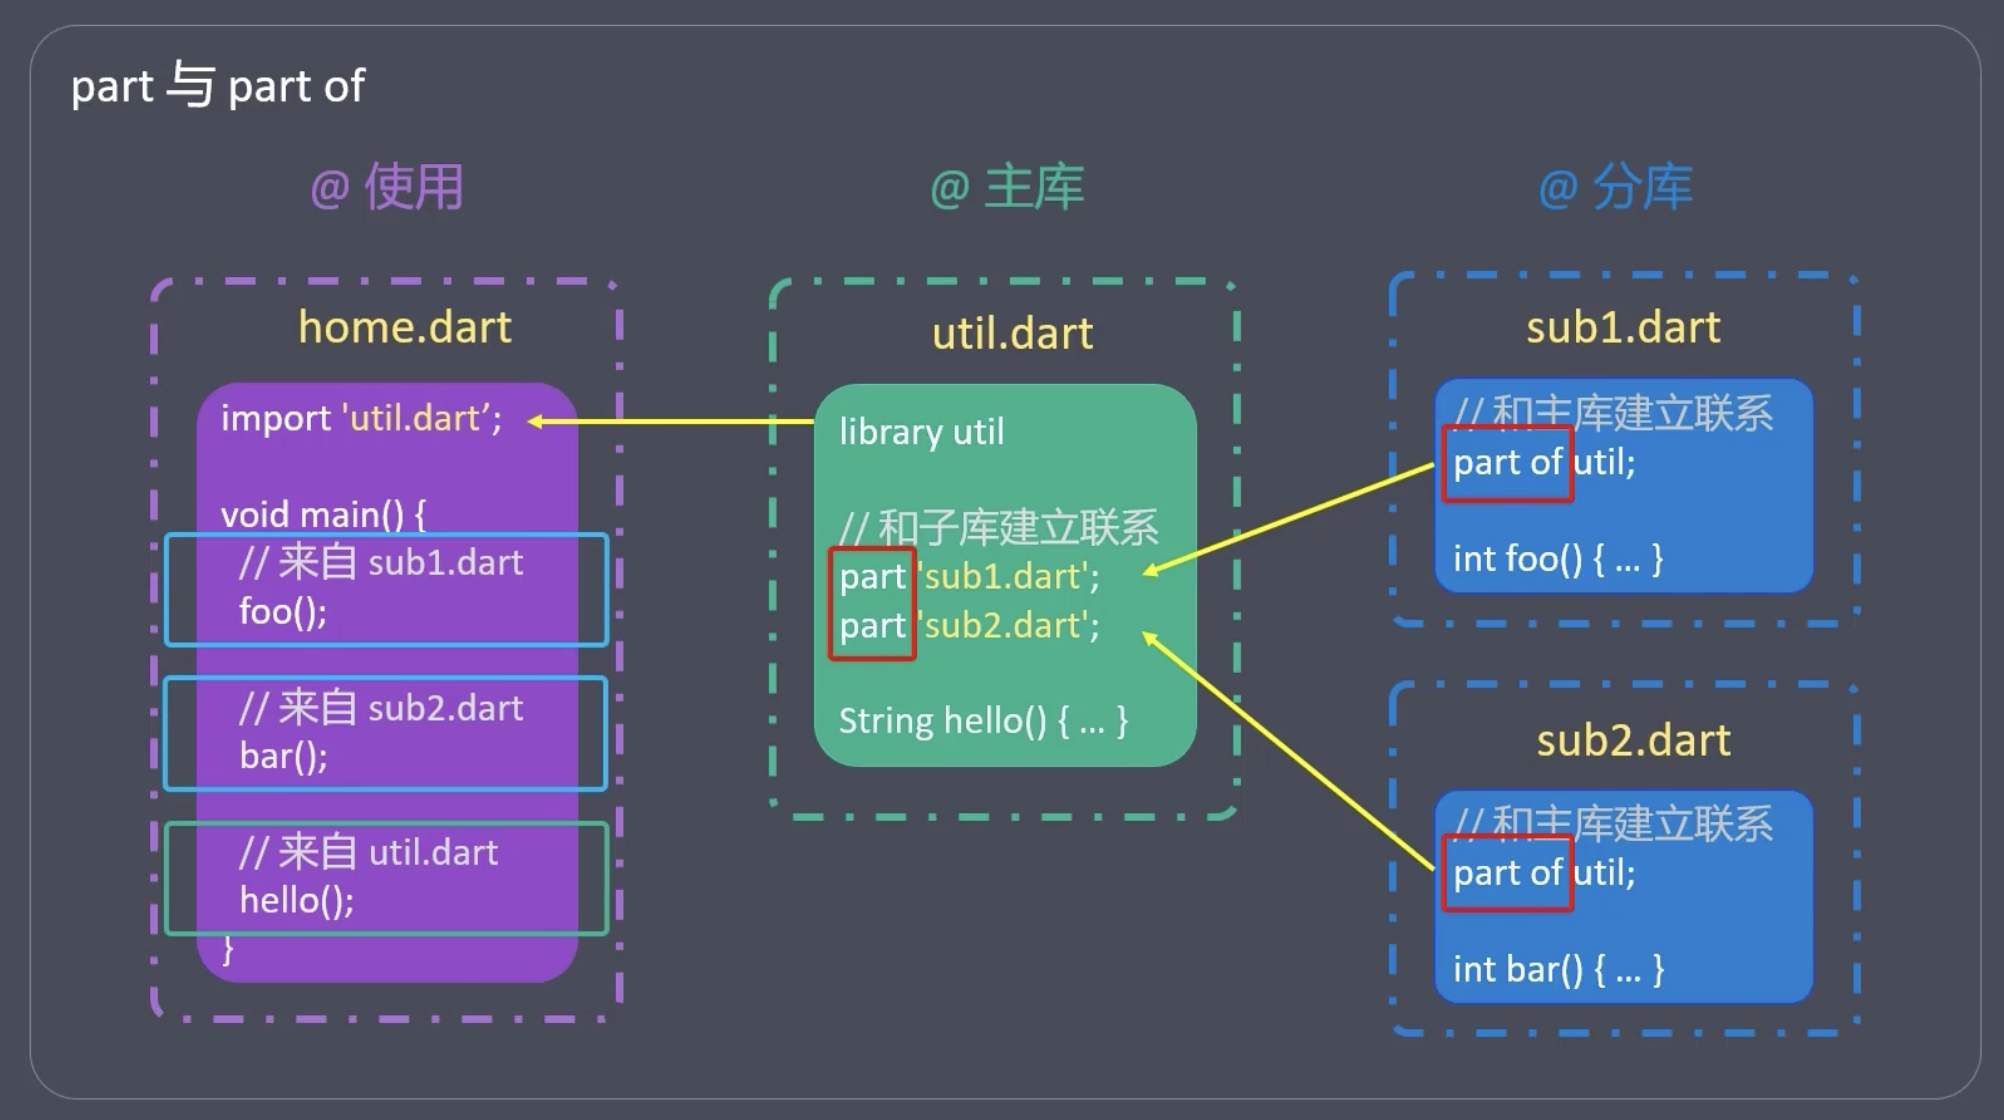 part 与 part of
@ 使用
home.dart
import 'util.dart’;
void main() {
// 来自 sub1.dart
foo();
// 来自 sub2.dart
bar();
// 来自 util.dart
hello();
}
@ 主库
util.dart
library util
// 和子库建立联系
part 'sub1.dart';
part 'sub2.dart';
String hello() { ... }
@ 分库
sub1.dart
// 和主库建立联系
part of util;
int foo() { ... }
sub2.dart
// 和主库建立联系
part of util;
int bar() { ... }